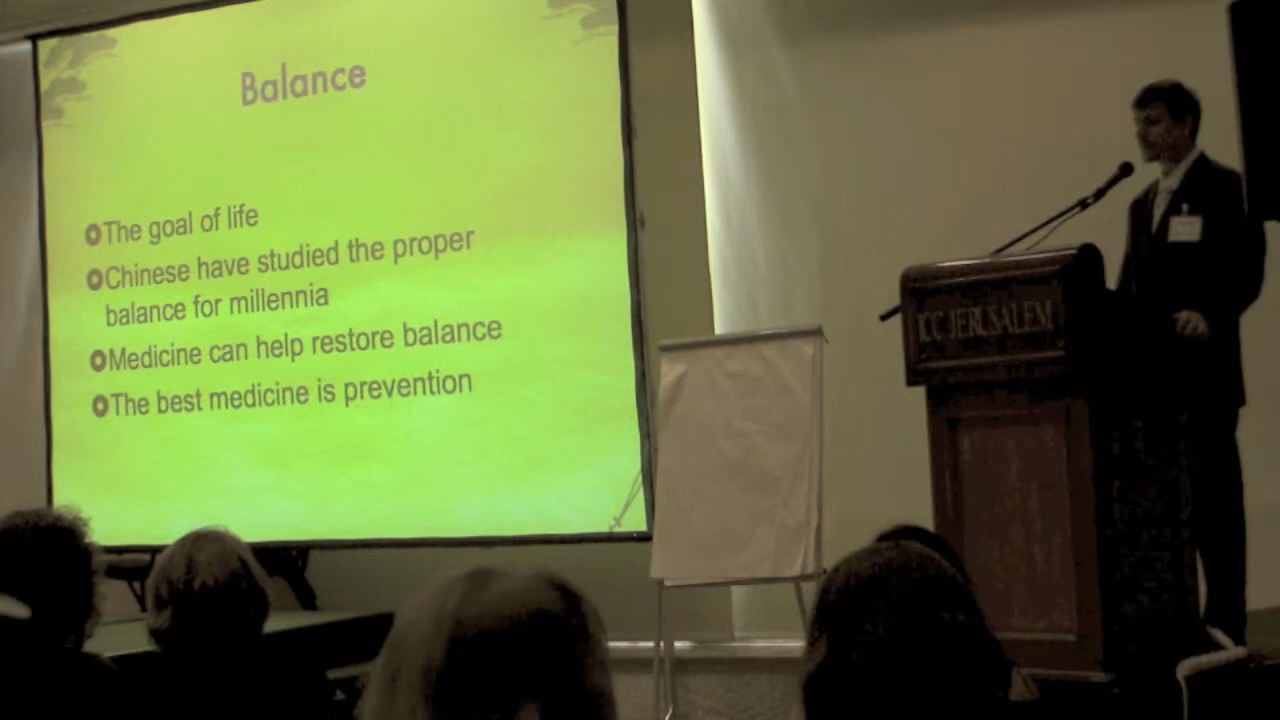 Balance
The goal of life
Chinese have studied the proper
balance for millennia
Medicine can help restore balance
The best medicine is prevention
ICC JERUSALEM